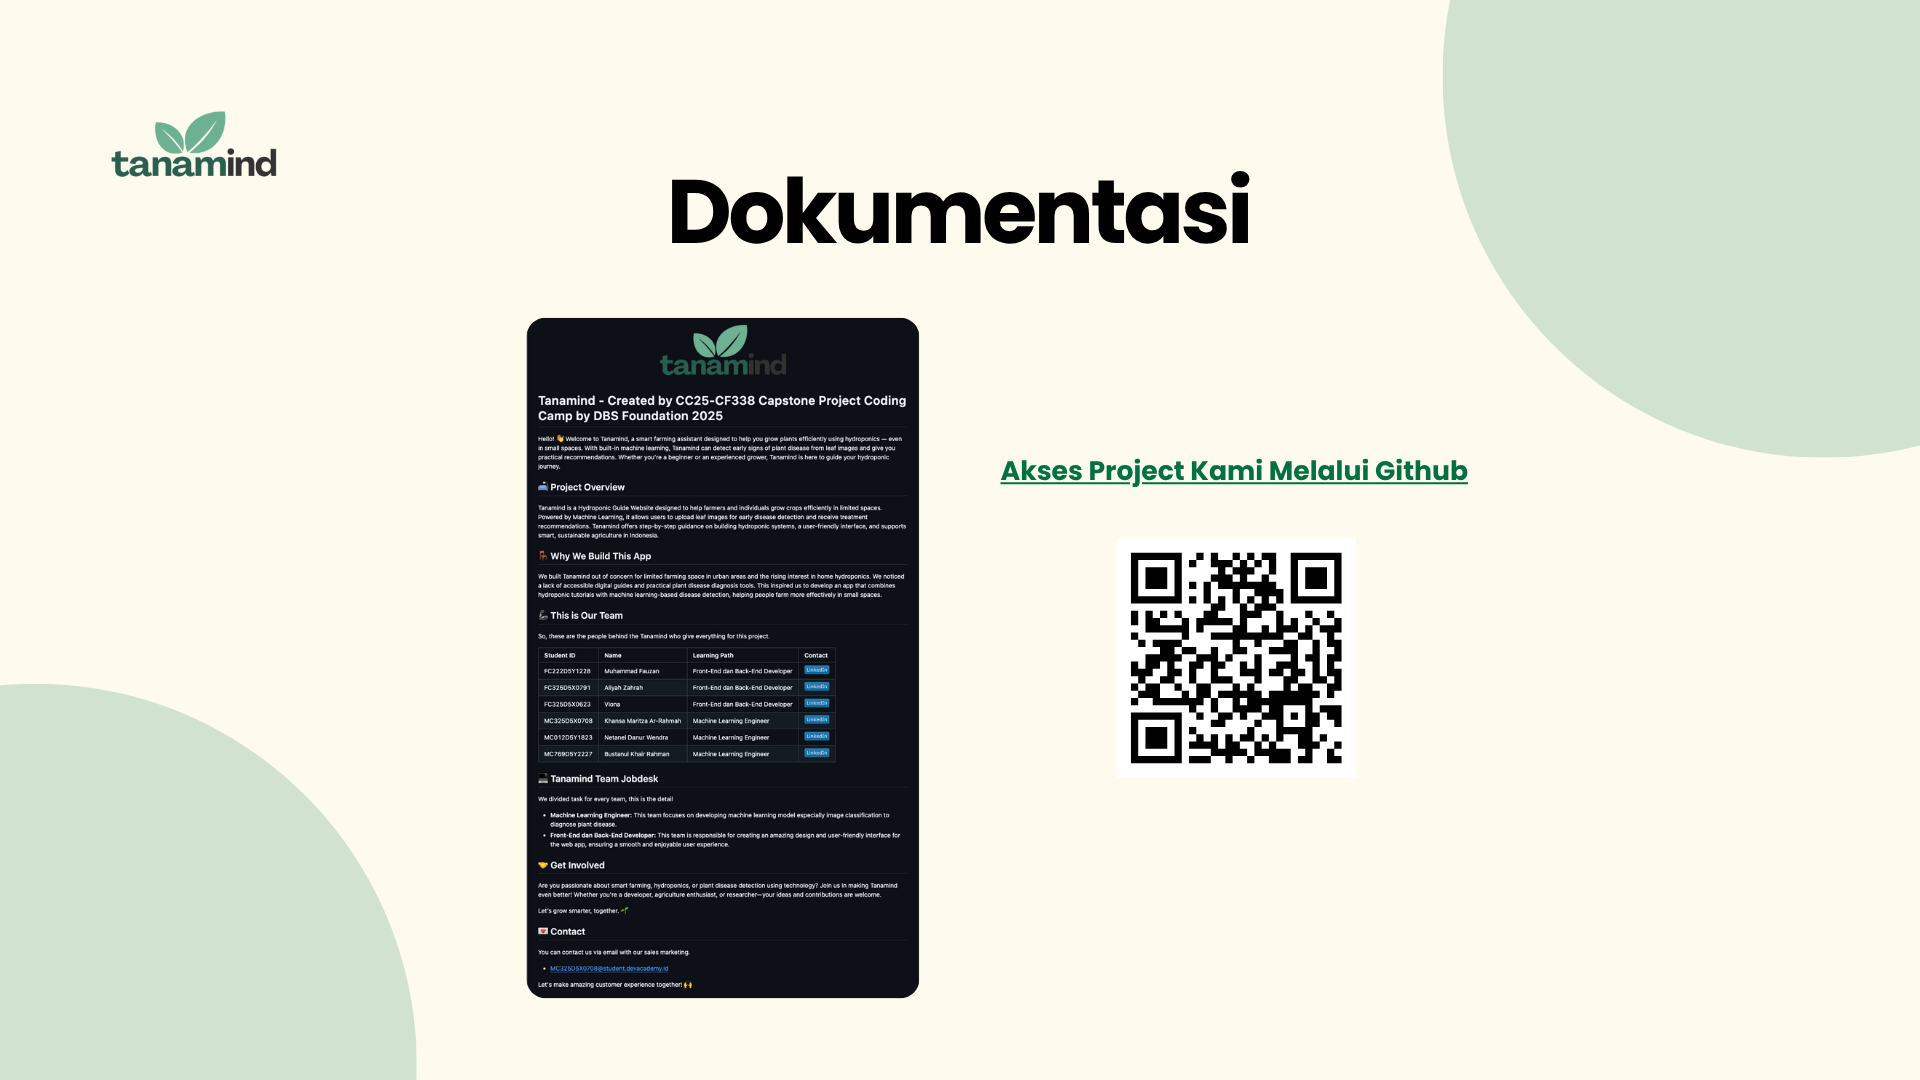 tanamind
Dokumentasi
tanamind
Tanamind - Created by CC25-CF338 Capstone Project Coding
Camp by DBS Foundation 2025
Hello! 👋 Welcome to Tanamind, a smart farming assistant designed to help you grow plants efficiently using hydroponics — even
in small spaces. With built-in machine learning, Tanamind can detect early signs of plant disease from leaf images and give you
practical recommendations. Whether you're a beginner or an experienced grower, Tanamind is here to guide your hydroponic
journey.
Project Overview
Tanamind is a Hydroponic Guide Website designed to help farmers and individuals grow crops efficiently in limited spaces.
Powered by Machine Learning, it allows users to upload leaf images for early disease detection and receive treatment
recommendations. Tanamind offers step-by-step guidance on building hydroponic systems, a user-friendly interface, and supports
smart, sustainable agriculture in Indonesia.
Why We Build This App
We built Tanamind out of concern for limited farming space in urban areas and the rising interest in home hydroponics. We noticed
a lack of accessible digital guides and practical plant disease diagnosis tools. This inspired us to develop an app that combines
hydroponic tutorials with machine learning-based disease detection, helping people farm more effectively in small spaces.
This is Our Team
So, these are the people behind the Tanamind who give everything for this project.
Student ID Name Learning Path Contact
FC222D5Y1228 Muhammad Fauzan Front-End dan Back-End Developer LinkedIn
FC325D5X0791 Aliyah Zahrah Front-End dan Back-End Developer LinkedIn
FC325D5X0623 Viona Front-End dan Back-End Developer LinkedIn
MC325D5X0708 Khansa Maritza Ar-Rahmah Machine Learning Engineer LinkedIn
MC012D5Y1823 Netanel Danur Wendra Machine Learning Engineer LinkedIn
MC769D5Y2227 Bustanul Khair Rahman Machine Learning Engineer LinkedIn
Tanamind Team Jobdesk
We divided task for every team, this is the detail
• Machine Learning Engineer: This team focuses on developing machine learning model especially image classification to
diagnose plant disease.
• Front-End dan Back-End Developer: This team is responsible for creating an amazing design and user-friendly interface for
the web app, ensuring a smooth and enjoyable user experience.
Get Involved
Are you passionate about smart farming, hydroponics, or plant disease detection using technology? Join us in making Tanamind
even better! Whether you're a developer, agriculture enthusiast, or researcher—your ideas and contributions are welcome.
Let's grow smarter, together. 🌱
Contact
You can contact us via email with our sales marketing.
• MC325D5X0708@student.devacademy.id
Let's make amazing customer experience together! 🙌
Akses Project Kami Melalui Github